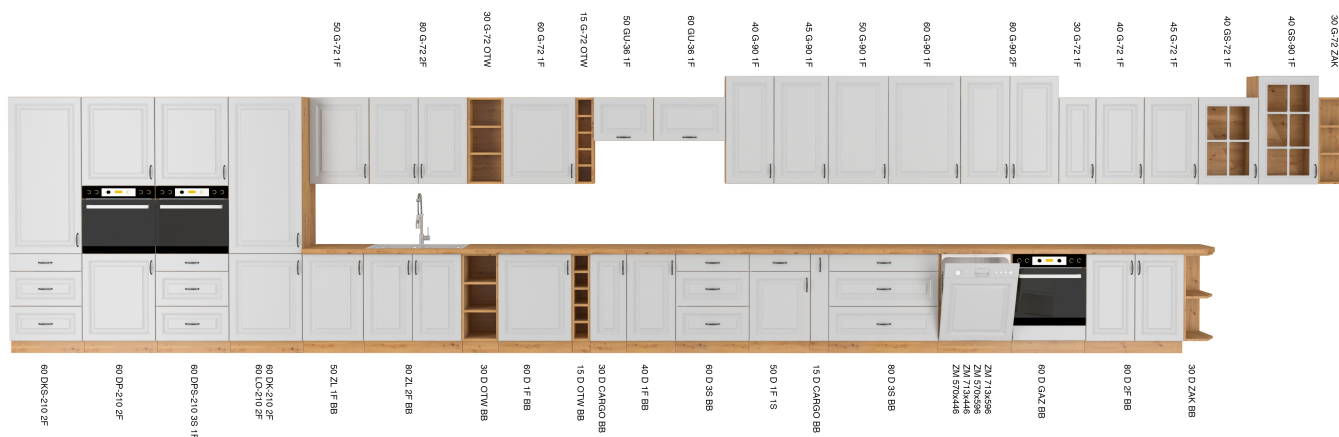 50 G-72 1F
80 G-72 2F
30 G-72 OTW
60 G-72 1F
15 G-72 OTW
50 GU-36 1F
60 GU-36 1F
40 G-90 1F
45 G-90 1F
50 G-90 1F
60 G-90 1F
80 G-90 2F
30 G-72 1F
40 G-72 1F
45 G-72 1F
40 GS-72 1F
40 GS-90 1F
30 G-72 ZAK
60 DKS-210 2F
60 DP-210 2F
60 DPS-210 3S 1F
60 DK-210 2F
60 LO-210 2F
50 ZL 1F BB
80 ZL 2F BB
30 D OTW BB
60 D 1F BB
15 D OTW BB
30 D CARGO BB
40 D 1F BB
60 D 3S BB
50 D 1F 1S
15 D CARGO BB
80 D 3S BB
ZM 713x596
ZM 570x596
ZM 713x446
ZM 570x446
60 D GAZ BB
80 D 2F BB
30 D ZAK BB